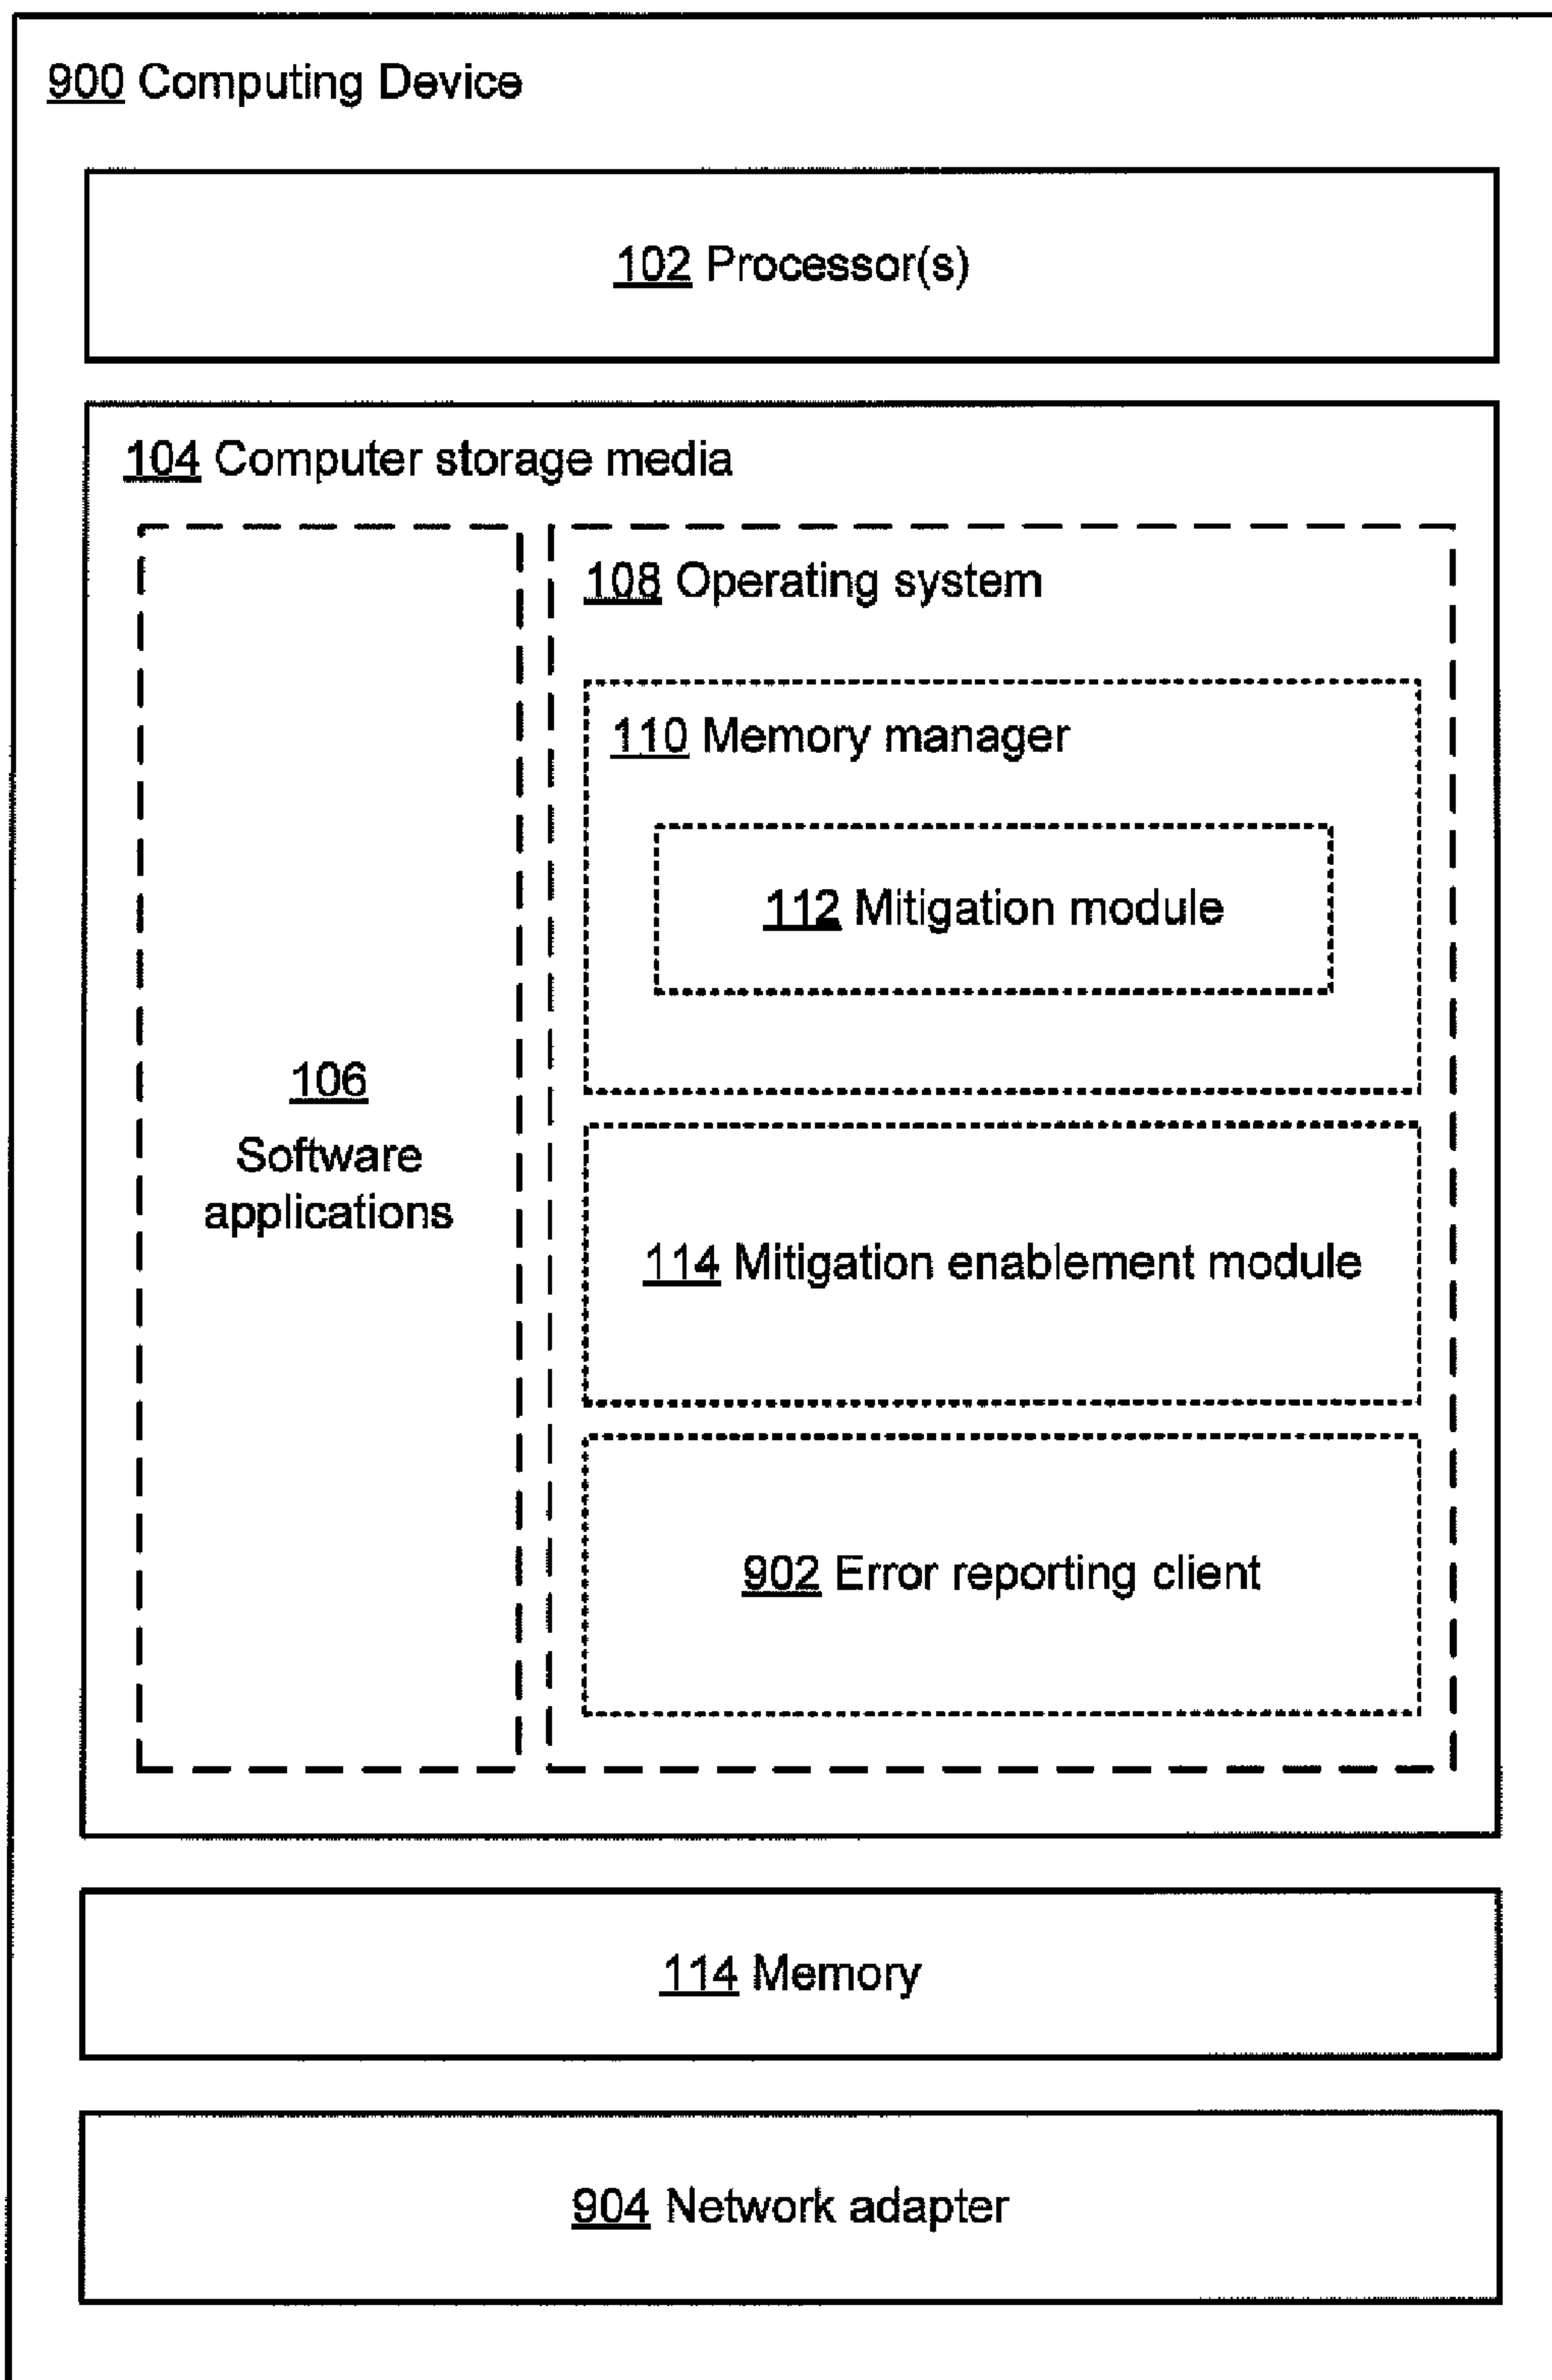 900 Computing Device
102 Processor(s)
104 Computer storage media
106
Software
applications
108 Operating system
110 Memory manager
112 Mitigation module
114 Mitigation enablement module
902 Error reporting client
114 Memory
904 Network adapter